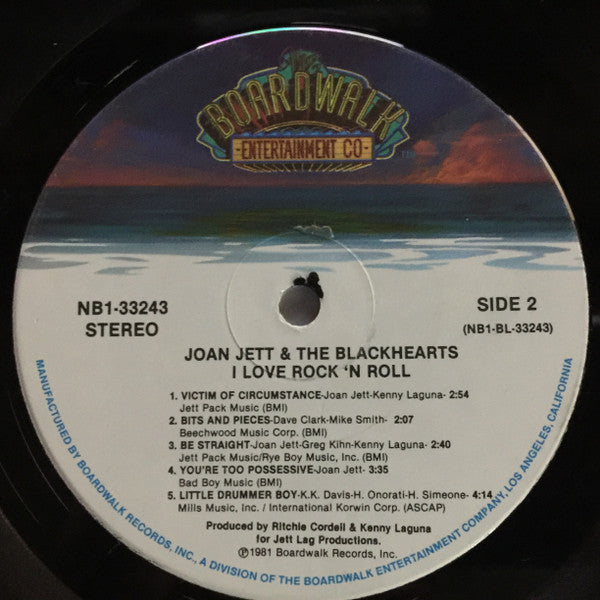 THE
BOARDWALK
-ENTERTAINMENT CO-
TM
NB1-33243
STEREO
SIDE 2
(NB1-BL-33243)
JOAN JETT & THE BLACKHEARTS
I LOVE ROCK 'N ROLL
1. VICTIM OF CIRCUMSTANCE-Joan Jett-Kenny Laguna- 2:54
Jett Pack Music (BMI)
2. BITS AND PIECES-Dave Clark-Mike Smith- 2:07
Beechwood Music Corp. (BMI)
3. BE STRAIGHT-Joan Jett-Greg Kihn-Kenny Laguna- 2:40
Jett Pack Music/Rye Boy Music, Inc. (BMI)
4. YOU'RE TOO POSSESSIVE-Joan Jett- 3:35
Bad Boy Music (BMI)
5. LITTLE DRUMMER BOY-K.K. Davis-H. Onorati-H. Simeone- 4:14
Mills Music, Inc. / International Korwin Corp. (ASCAP)
Produced by Ritchie Cordell & Kenny Laguna
for Jett Lag Productions.
℗1981 Boardwalk Records, Inc.
MANUFACTURED BY BOARDWALK RECORDS, INC., A DIVISION OF THE BOARDWALK ENTERTAINMENT COMPANY, LOS ANGELES, CALIFORNIA